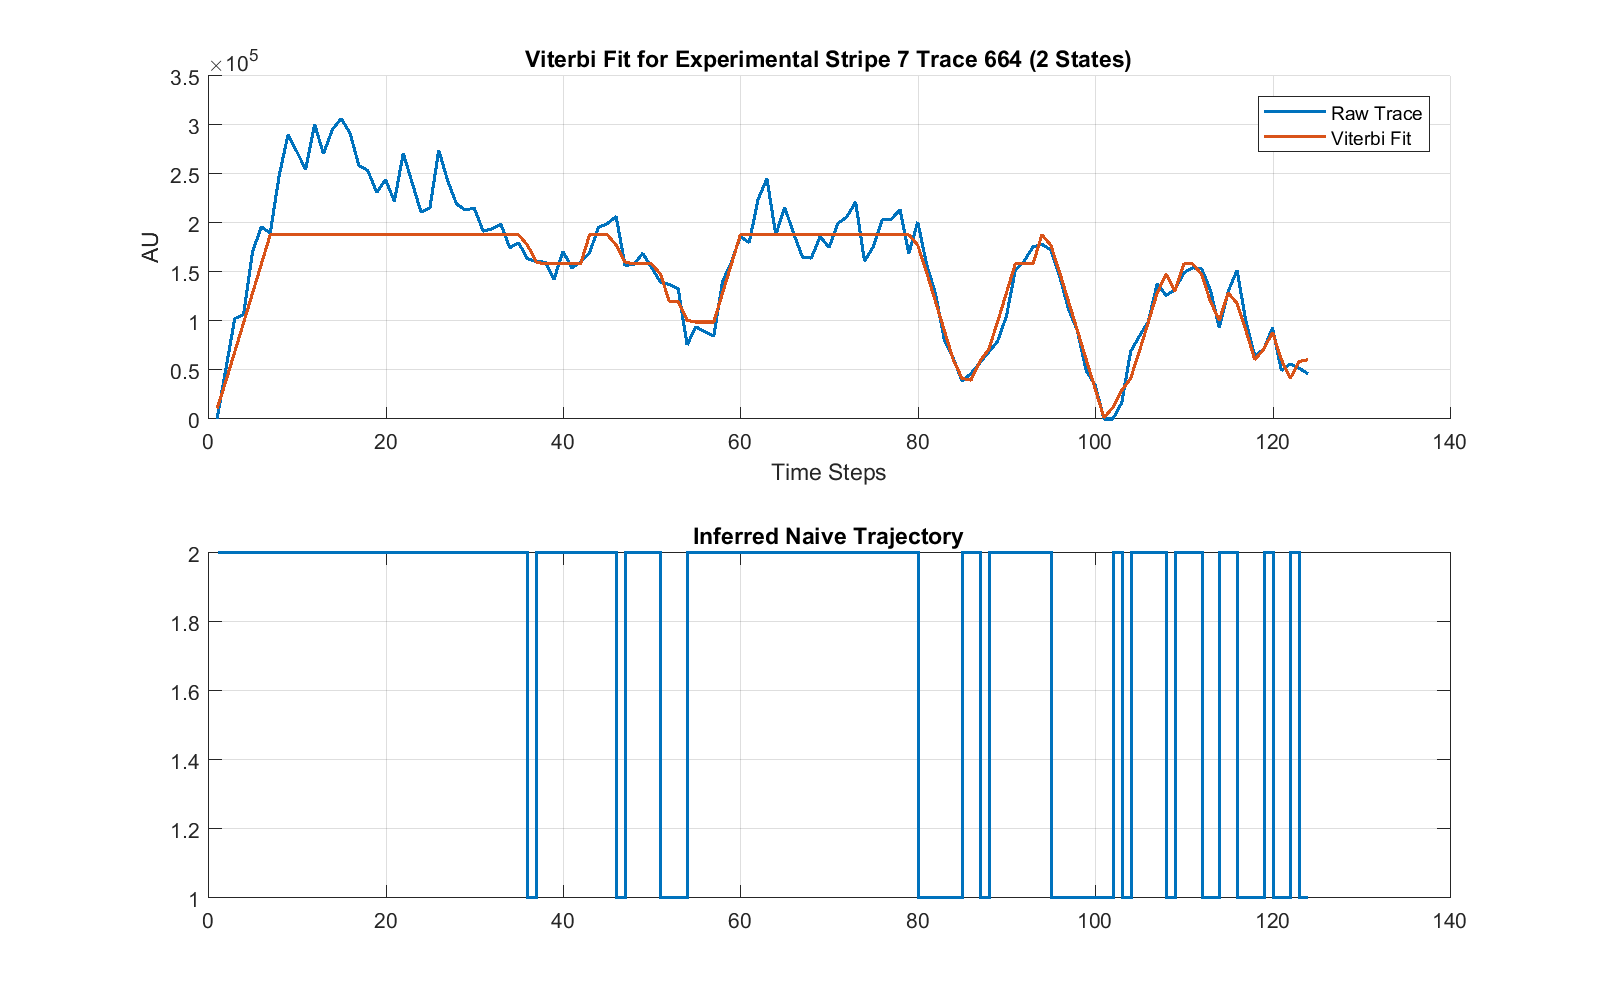 Viterbi Fit for Experimental Stripe 7 Trace 664 (2 States)
×10^5
3.5
3
2.5
2
1.5
1
0.5
0
AU
Raw Trace
Viterbi Fit
0 20 40 60 80 100 120 140
Time Steps
Inferred Naive Trajectory
2
1.8
1.6
1.4
1.2
1
0 20 40 60 80 100 120 140